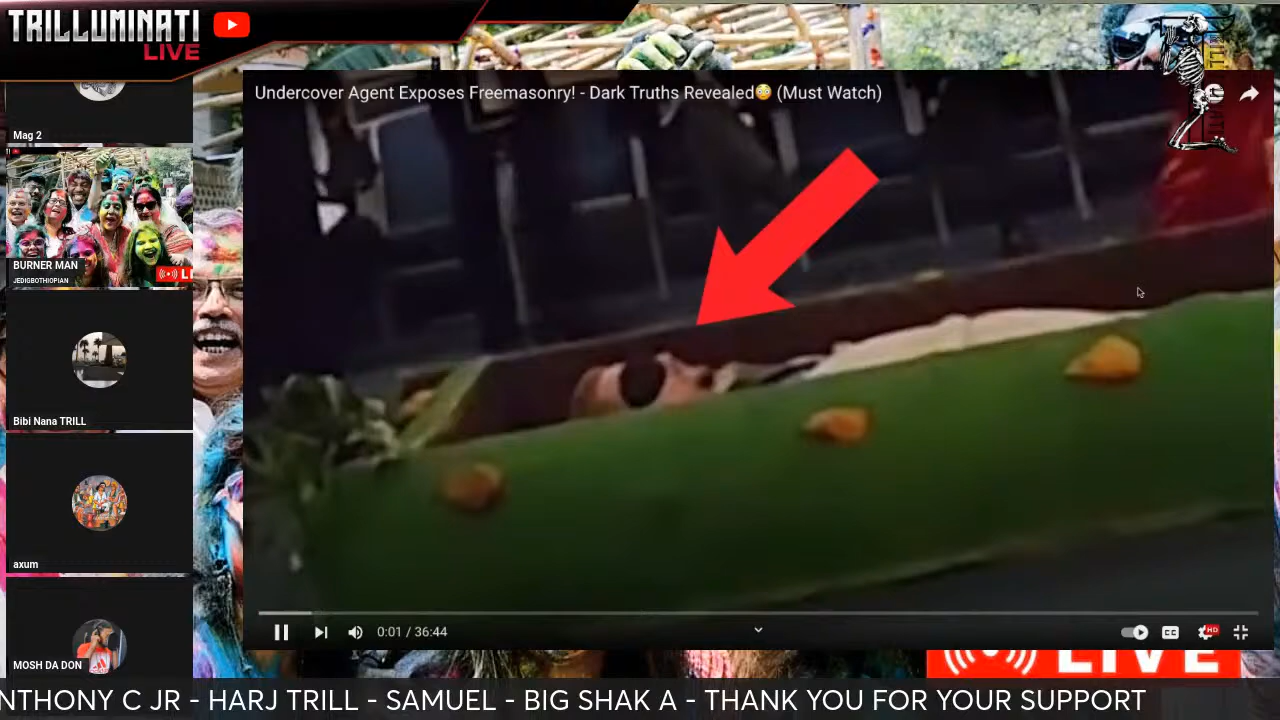 TRILLUMINATI
LIVE
Undercover Agent Exposes Freemasonry! - Dark Truths Revealed😳 (Must Watch)
Mag 2
BURNER MAN
JEDIGBOTHIOPIAN
Bibi Nana TRILL
axum
MOSH DA DON
0:01 / 36:44
CC
HD
LIVE
NTHONY C JR - HARJ TRILL - SAMUEL - BIG SHAK A - THANK YOU FOR YOUR SUPPORT